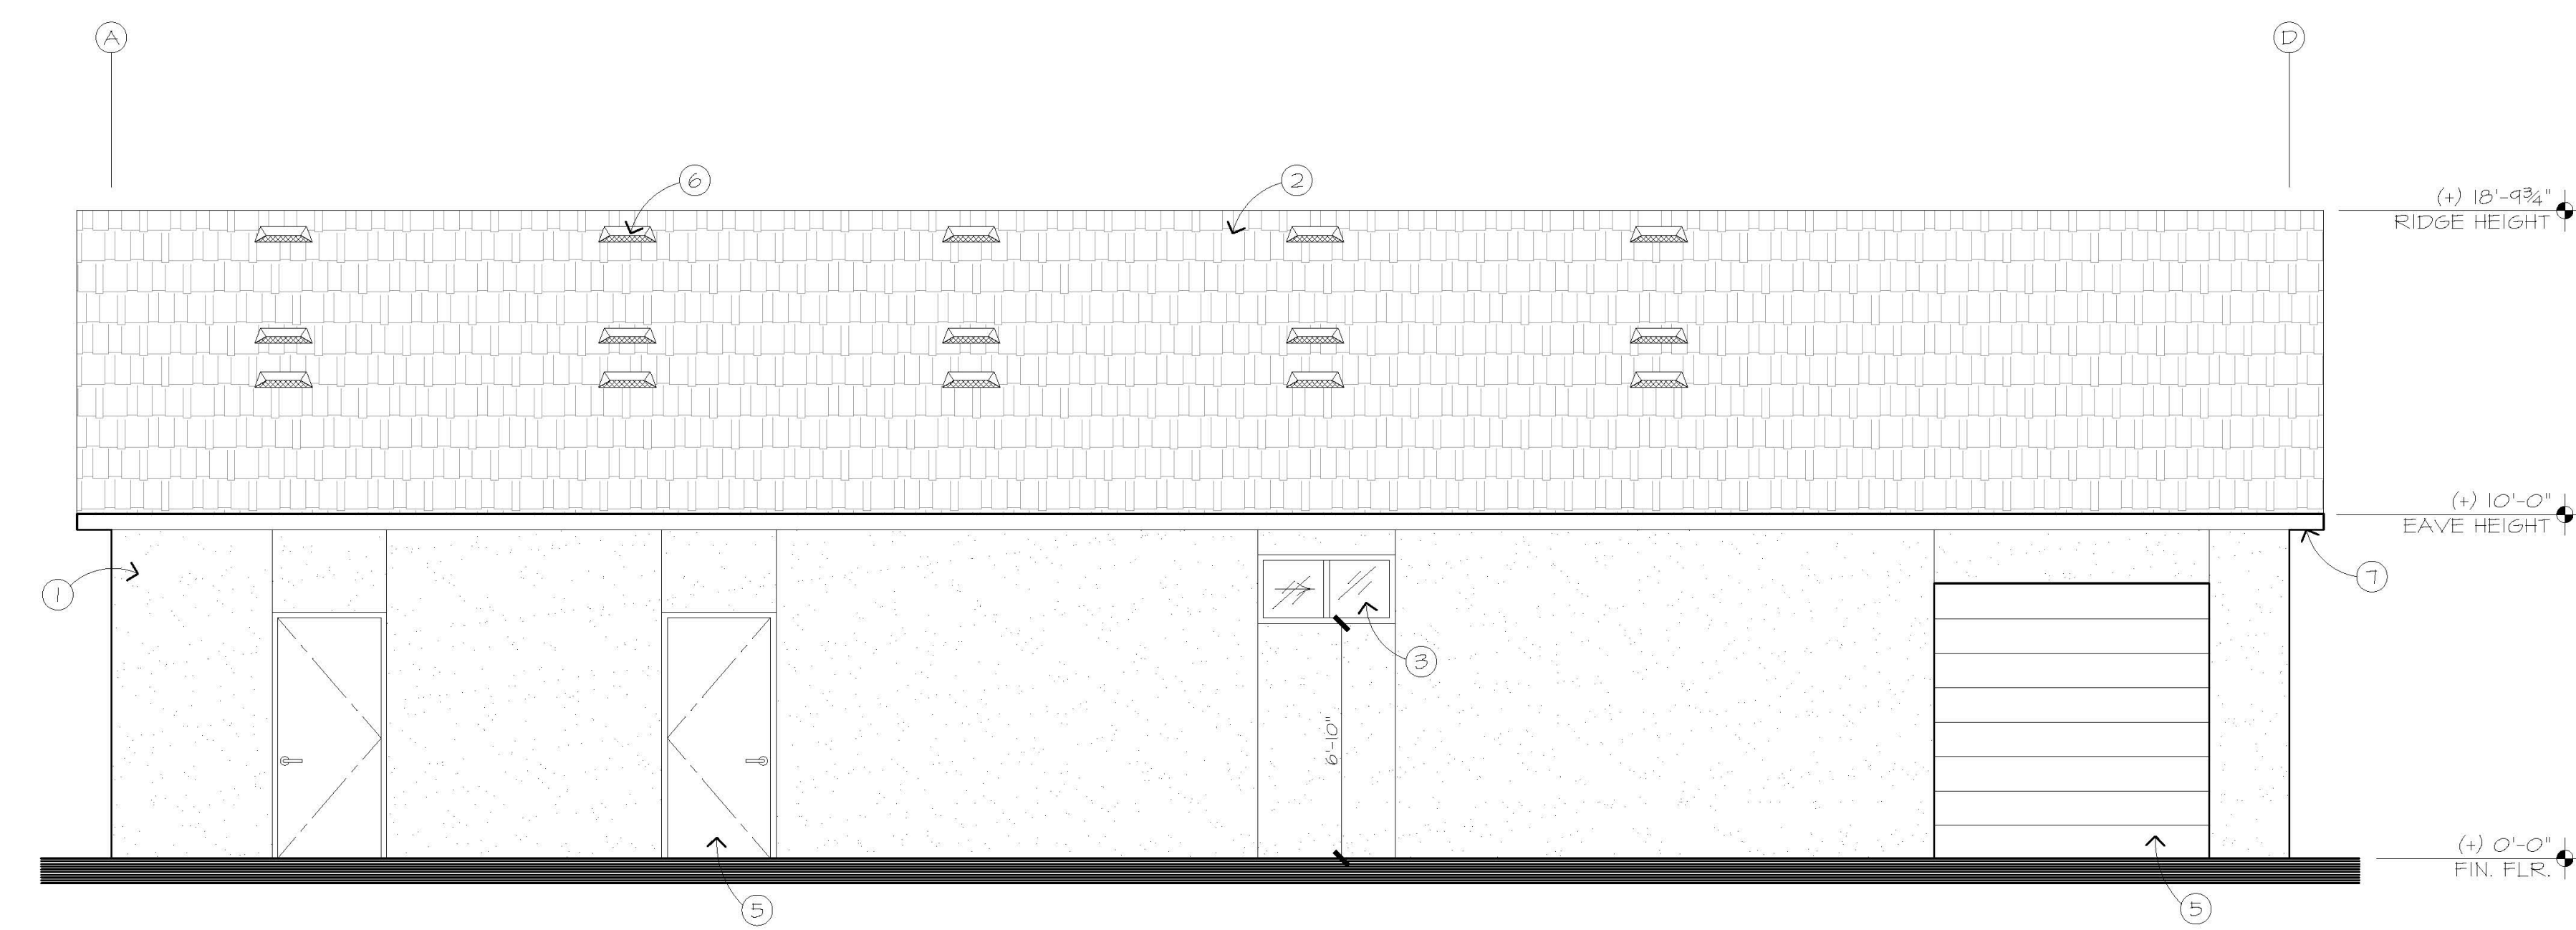 A
D
6
2
(+) 18'-9¾"
RIDGE HEIGHT
(+) 10'-0"
EAVE HEIGHT
1
7
3
6'-10"
(+) 0'-0"
FIN. FLR.
5
5